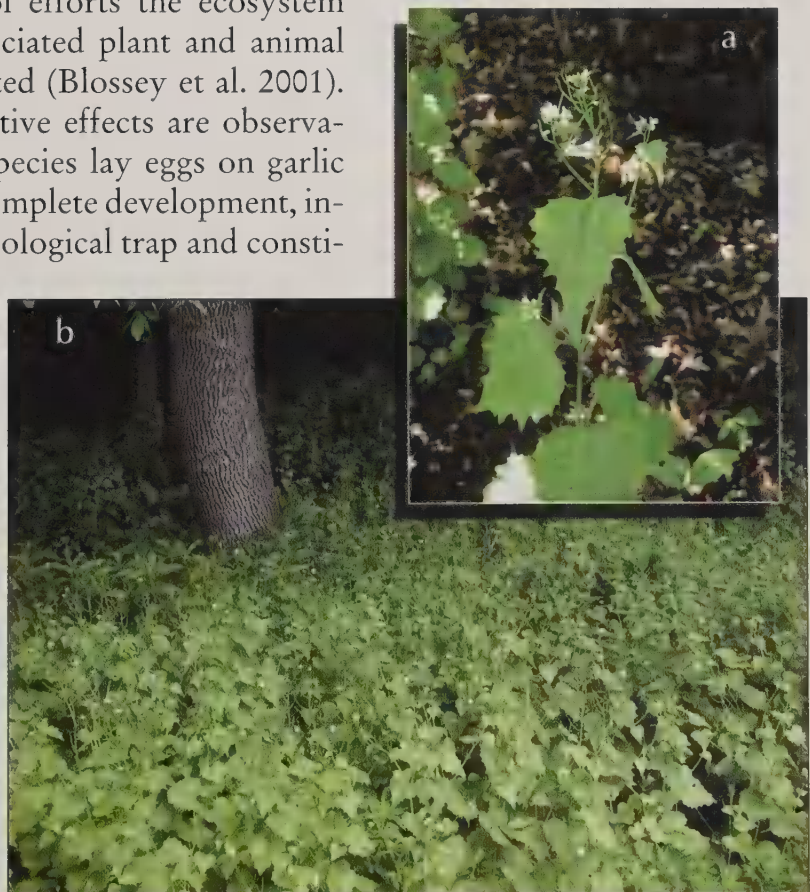 efforts the ecosystem
ciated plant and animal
ted (Blossey et al. 2001).
tive effects are observa-
pecies lay eggs on garlic
mplete development, in-
ological trap and consti-
a
b